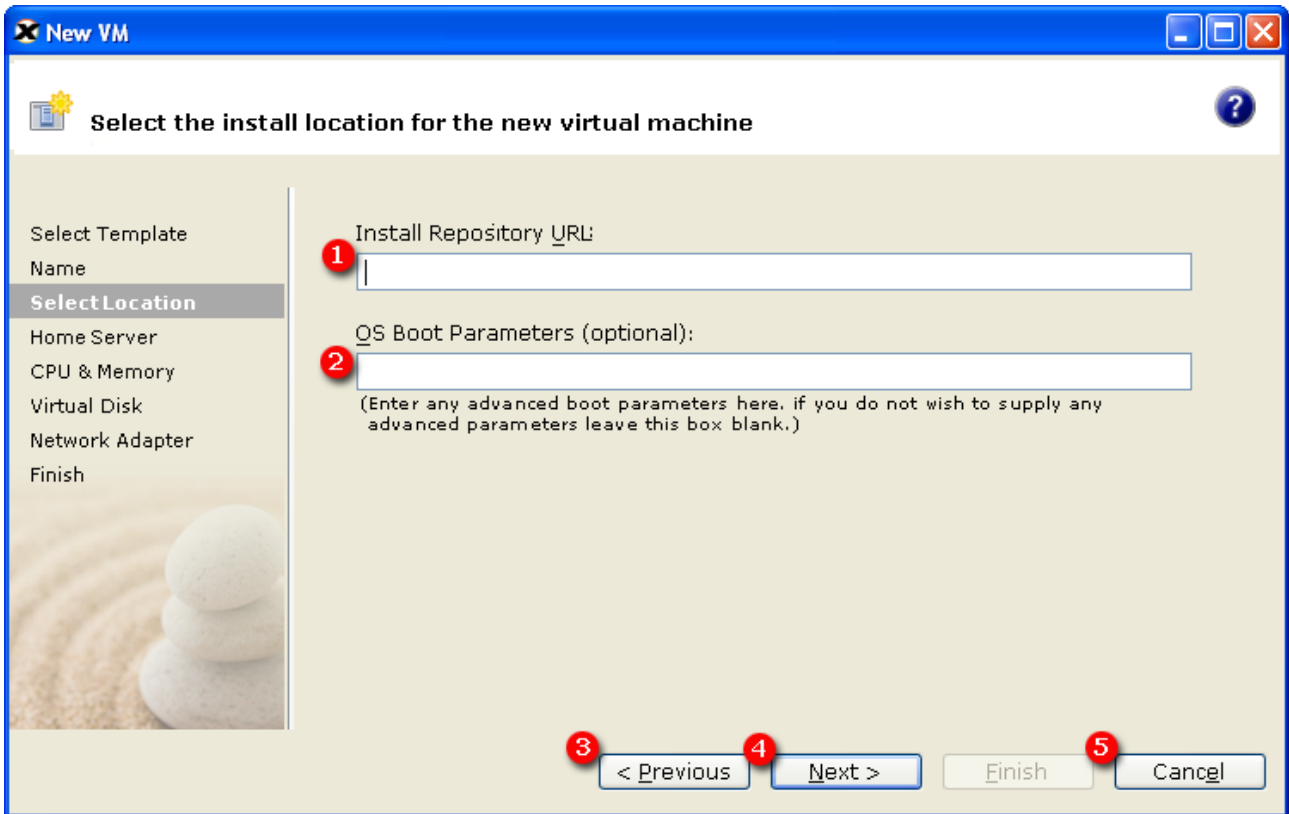 New VM
Select the install location for the new virtual machine
?
Select Template
Name
Select Location
Home Server
CPU & Memory
Virtual Disk
Network Adapter
Finish
Install Repository URL:
1
OS Boot Parameters (optional):
2
(Enter any advanced boot parameters here. if you do not wish to supply any
advanced parameters leave this box blank.)
3 < Previous 4 Next > Finish 5 Cancel